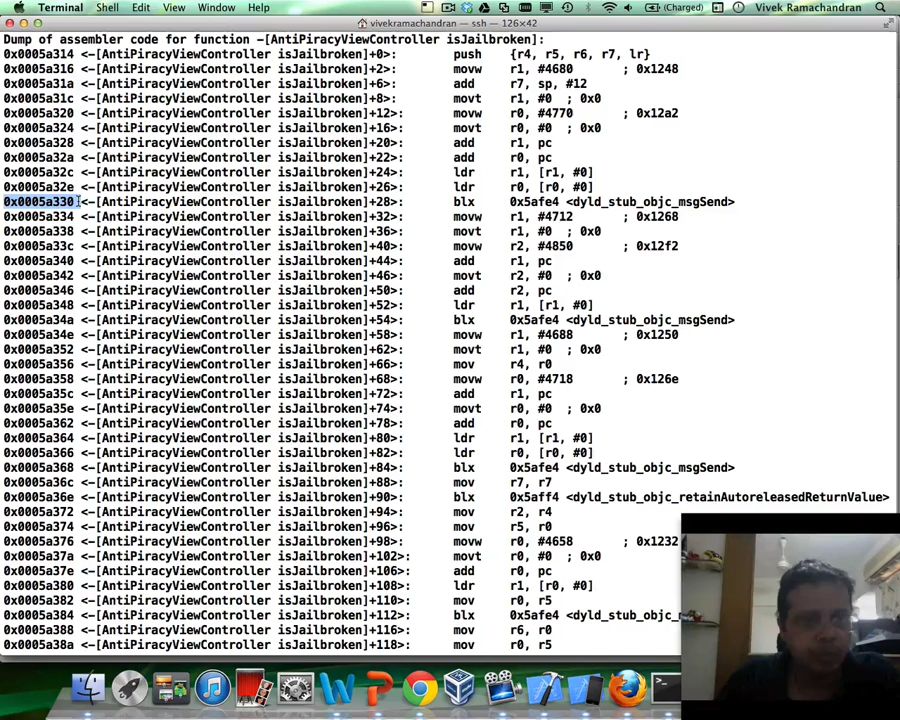 Terminal Shell Edit View Window Help (Charged) Vivek Ramachandran
vivekramachandran — ssh — 126×42
Dump of assembler code for function -[AntiPiracyViewController isJailbroken]:
0x0005a314 <-[AntiPiracyViewController isJailbroken]+0>: push {r4, r5, r6, r7, lr}
0x0005a316 <-[AntiPiracyViewController isJailbroken]+2>: movw r1, #4680 ; 0x1248
0x0005a31a <-[AntiPiracyViewController isJailbroken]+6>: add r7, sp, #12
0x0005a31c <-[AntiPiracyViewController isJailbroken]+8>: movt r1, #0 ; 0x0
0x0005a320 <-[AntiPiracyViewController isJailbroken]+12>: movw r0, #4770 ; 0x12a2
0x0005a324 <-[AntiPiracyViewController isJailbroken]+16>: movt r0, #0 ; 0x0
0x0005a328 <-[AntiPiracyViewController isJailbroken]+20>: add r1, pc
0x0005a32a <-[AntiPiracyViewController isJailbroken]+22>: add r0, pc
0x0005a32c <-[AntiPiracyViewController isJailbroken]+24>: ldr r1, [r1, #0]
0x0005a32e <-[AntiPiracyViewController isJailbroken]+26>: ldr r0, [r0, #0]
0x0005a330 <-[AntiPiracyViewController isJailbroken]+28>: blx 0x5afe4 <dyld_stub_objc_msgSend>
0x0005a334 <-[AntiPiracyViewController isJailbroken]+32>: movw r1, #4712 ; 0x1268
0x0005a338 <-[AntiPiracyViewController isJailbroken]+36>: movt r1, #0 ; 0x0
0x0005a33c <-[AntiPiracyViewController isJailbroken]+40>: movw r2, #4850 ; 0x12f2
0x0005a340 <-[AntiPiracyViewController isJailbroken]+44>: add r1, pc
0x0005a342 <-[AntiPiracyViewController isJailbroken]+46>: movt r2, #0 ; 0x0
0x0005a346 <-[AntiPiracyViewController isJailbroken]+50>: add r2, pc
0x0005a348 <-[AntiPiracyViewController isJailbroken]+52>: ldr r1, [r1, #0]
0x0005a34a <-[AntiPiracyViewController isJailbroken]+54>: blx 0x5afe4 <dyld_stub_objc_msgSend>
0x0005a34e <-[AntiPiracyViewController isJailbroken]+58>: movw r1, #4688 ; 0x1250
0x0005a352 <-[AntiPiracyViewController isJailbroken]+62>: movt r1, #0 ; 0x0
0x0005a356 <-[AntiPiracyViewController isJailbroken]+66>: mov r4, r0
0x0005a358 <-[AntiPiracyViewController isJailbroken]+68>: movw r0, #4718 ; 0x126e
0x0005a35c <-[AntiPiracyViewController isJailbroken]+72>: add r1, pc
0x0005a35e <-[AntiPiracyViewController isJailbroken]+74>: movt r0, #0 ; 0x0
0x0005a362 <-[AntiPiracyViewController isJailbroken]+78>: add r0, pc
0x0005a364 <-[AntiPiracyViewController isJailbroken]+80>: ldr r1, [r1, #0]
0x0005a366 <-[AntiPiracyViewController isJailbroken]+82>: ldr r0, [r0, #0]
0x0005a368 <-[AntiPiracyViewController isJailbroken]+84>: blx 0x5afe4 <dyld_stub_objc_msgSend>
0x0005a36c <-[AntiPiracyViewController isJailbroken]+88>: mov r7, r7
0x0005a36e <-[AntiPiracyViewController isJailbroken]+90>: blx 0x5aff4 <dyld_stub_objc_retainAutoreleasedReturnValue>
0x0005a372 <-[AntiPiracyViewController isJailbroken]+94>: mov r2, r4
0x0005a374 <-[AntiPiracyViewController isJailbroken]+96>: mov r5, r0
0x0005a376 <-[AntiPiracyViewController isJailbroken]+98>: movw r0, #4658 ; 0x1232
0x0005a37a <-[AntiPiracyViewController isJailbroken]+102>: movt r0, #0 ; 0x0
0x0005a37e <-[AntiPiracyViewController isJailbroken]+106>: add r0, pc
0x0005a380 <-[AntiPiracyViewController isJailbroken]+108>: ldr r1, [r0, #0]
0x0005a382 <-[AntiPiracyViewController isJailbroken]+110>: mov r0, r5
0x0005a384 <-[AntiPiracyViewController isJailbroken]+112>: blx 0x5afe4 <dyld_stub_objc_m
0x0005a388 <-[AntiPiracyViewController isJailbroken]+116>: mov r6, r0
0x0005a38a <-[AntiPiracyViewController isJailbroken]+118>: mov r0, r5